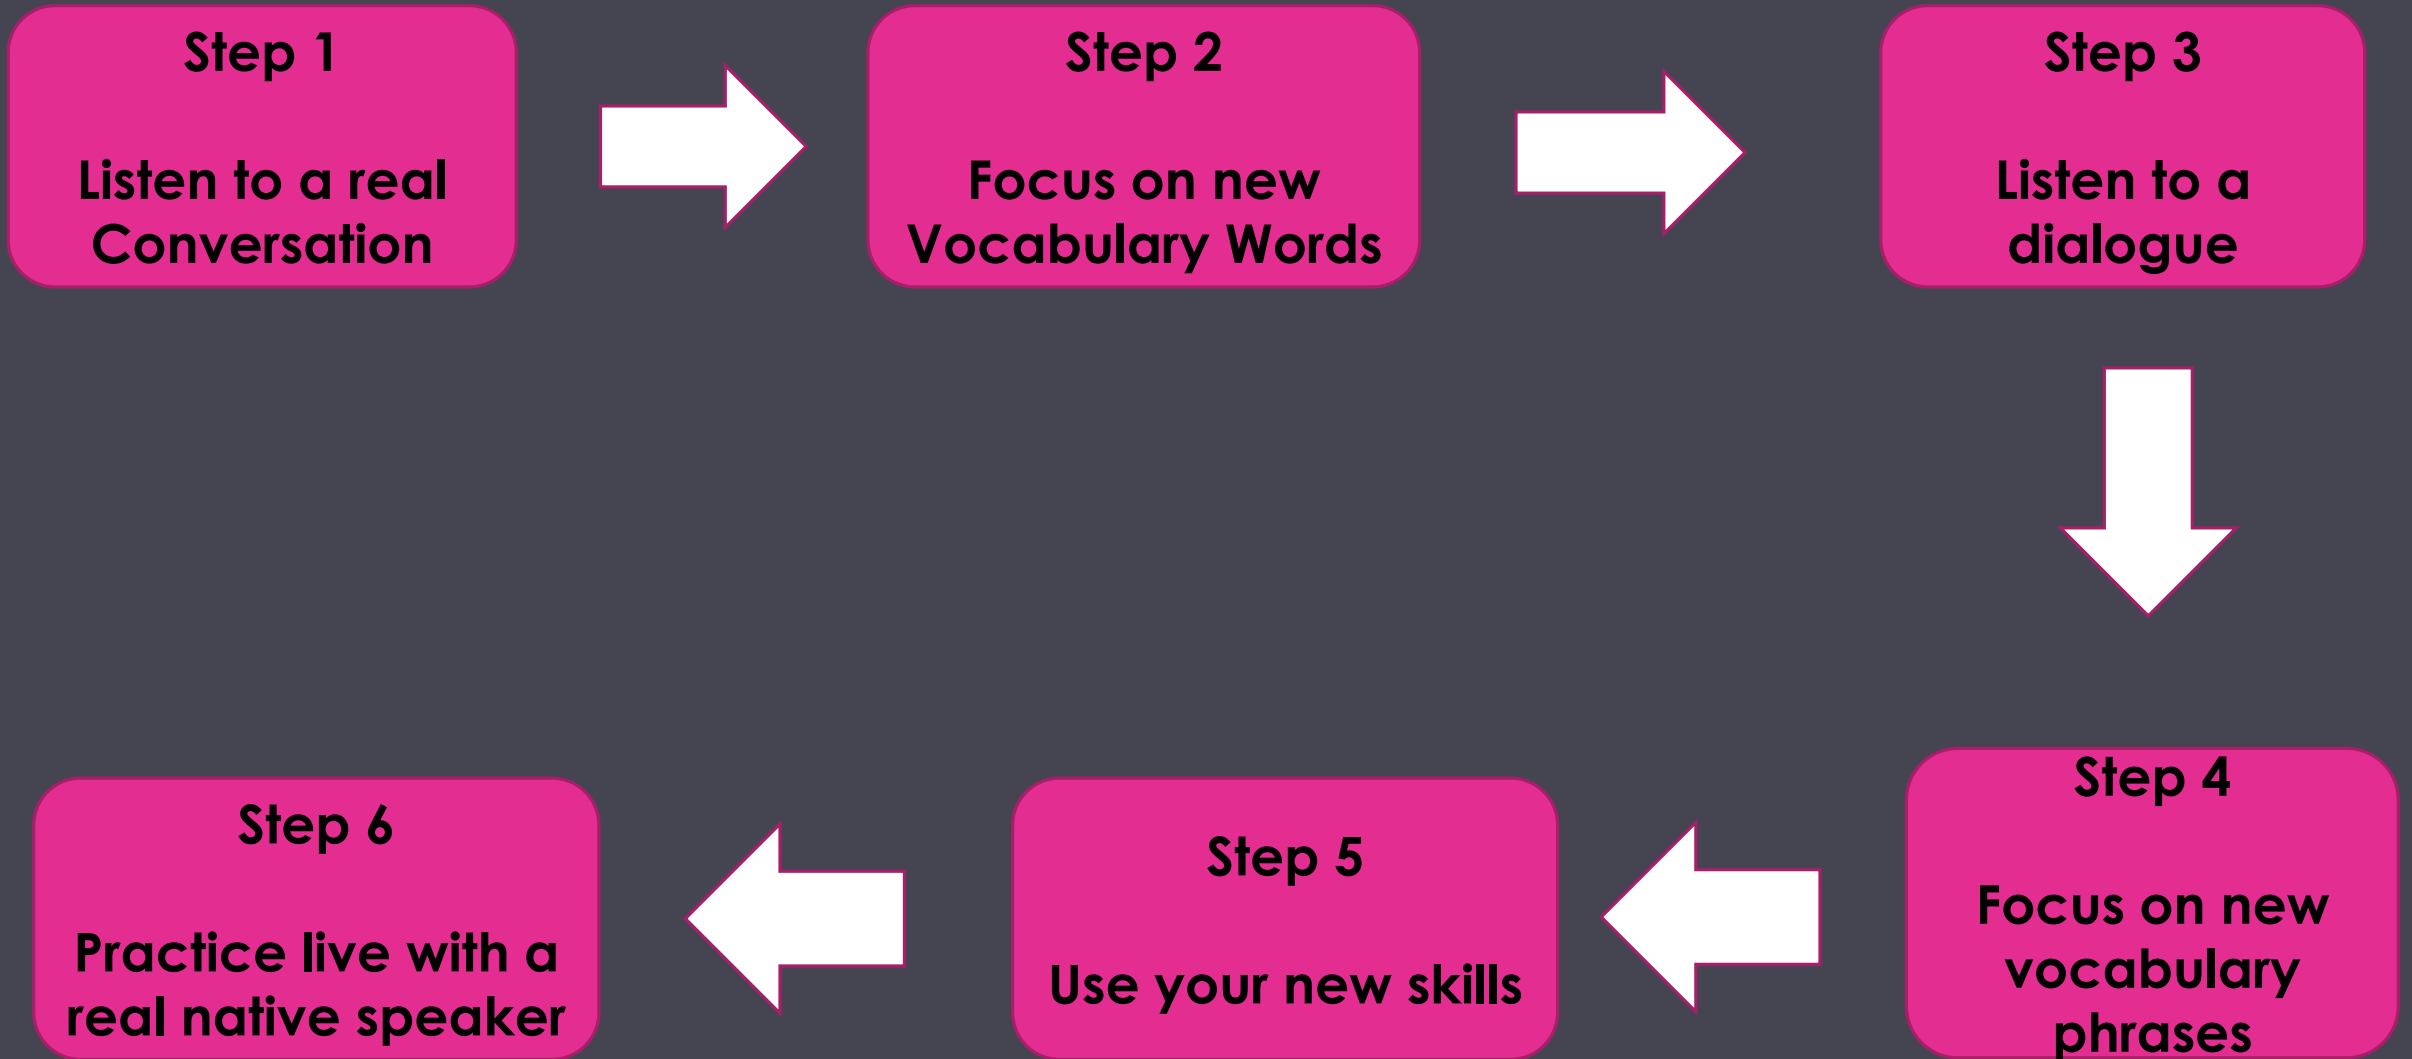 Step 1
Listen to a real
Conversation
Step 2
Focus on new
Vocabulary Words
Step 3
Listen to a
dialogue
Step 4
Focus on new
vocabulary
phrases
Step 5
Use your new skills
Step 6
Practice live with a
real native speaker